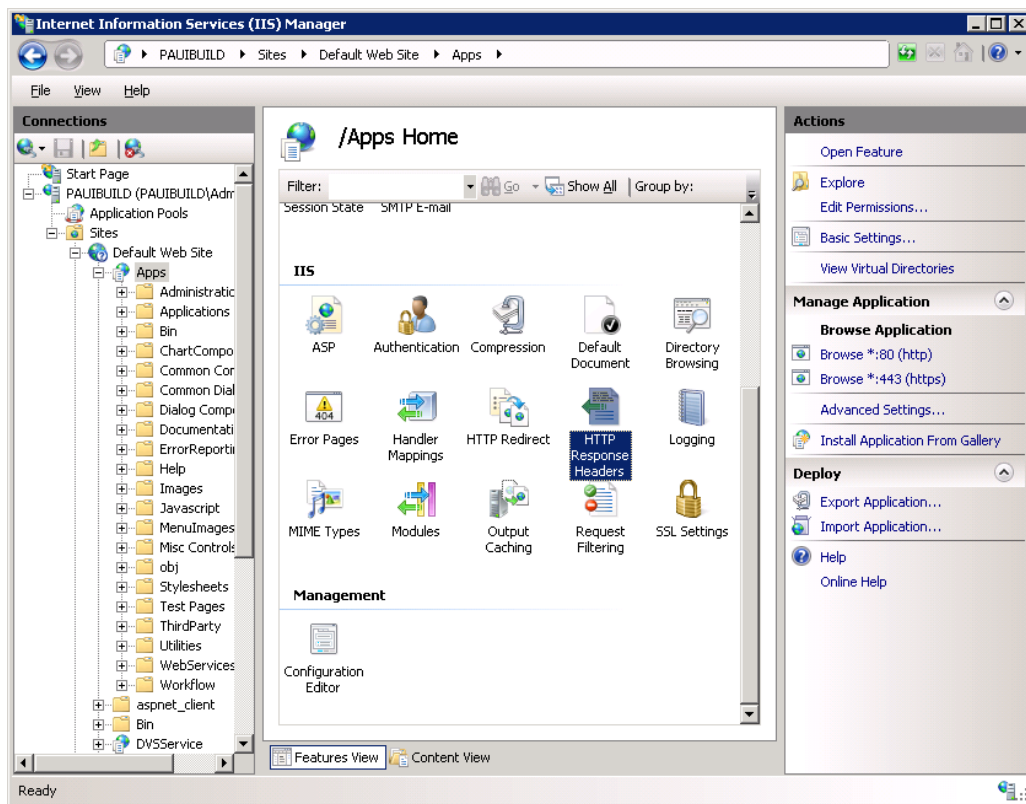 Internet Information Services (IIS) Manager
PAUIBUILD Sites Default Web Site Apps
File View Help
Connections
Start Page
PAUIBUILD (PAUIBUILD\Adm
Application Pools
Sites
Default Web Site
Apps
Administratic
Applications
Bin
ChartCompo
Common Cor
Common Dial
Dialog Compo
Documentati
ErrorReportin
Help
Images
Javascript
MenuImages
Misc Controls
obj
Stylesheets
Test Pages
ThirdParty
Utilities
WebServices
Workflow
aspnet_client
Bin
DVSService
/Apps Home
Filter: Go Show All Group by:
Session State SMTP E-mail
IIS
ASP Authentication Compression Default
Document Directory
Browsing
404
Error Pages Handler
Mappings HTTP Redirect HTTP
Response
Headers Logging
MIME Types Modules Output
Caching Request
Filtering SSL Settings
Management
Configuration
Editor
Features View Content View
Actions
Open Feature
Explore
Edit Permissions...
Basic Settings...
View Virtual Directories
Manage Application
Browse Application
Browse *:80 (http)
Browse *:443 (https)
Advanced Settings...
Install Application From Gallery
Deploy
Export Application...
Import Application...
Help
Online Help
Ready